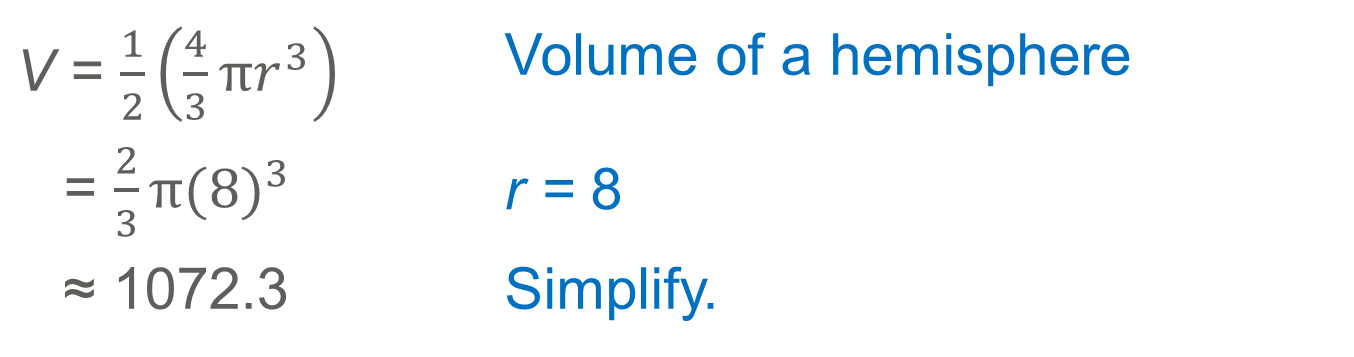 V = 1/2 (4/3 πr³) Volume of a hemisphere
= 2/3 π(8)³ r = 8
≈ 1072.3 Simplify.